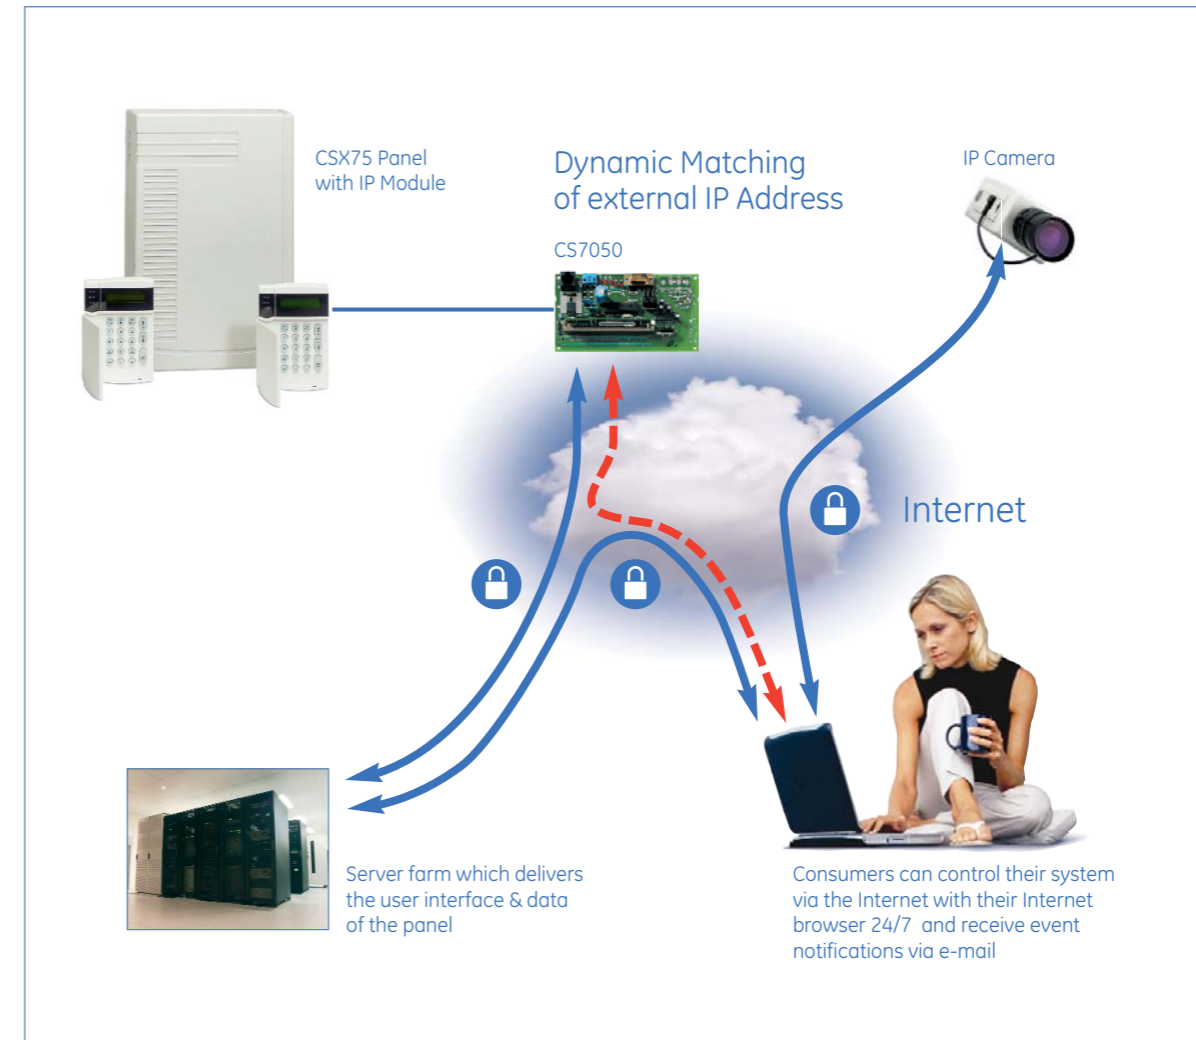 CSX75 Panel
with IP Module
Dynamic Matching
of external IP Address
CS7050
IP Camera
Internet
Server farm which delivers
the user interface & data
of the panel
Consumers can control their system
via the Internet with their Internet
browser 24/7 and receive event
notifications via e-mail